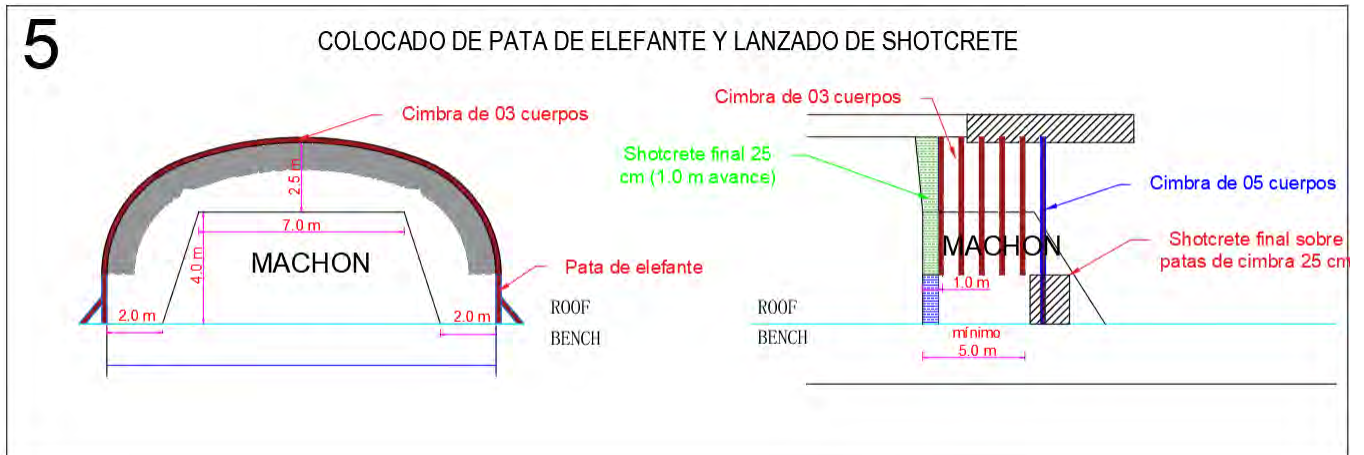 5
COLOCADO DE PATA DE ELEFANTE Y LANZADO DE SHOTCRETE
Cimbra de 03 cuerpos
2.5 m
7.0 m
MACHON
4.0 m
Pata de elefante
2.0 m
2.0 m
ROOF
BENCH
Cimbra de 03 cuerpos
Shotcrete final 25
cm (1.0 m avance)
Cimbra de 05 cuerpos
MACHON
Shotcrete final sobre
patas de cimbra 25 cm
1.0 m
ROOF
BENCH
mínimo
5.0 m